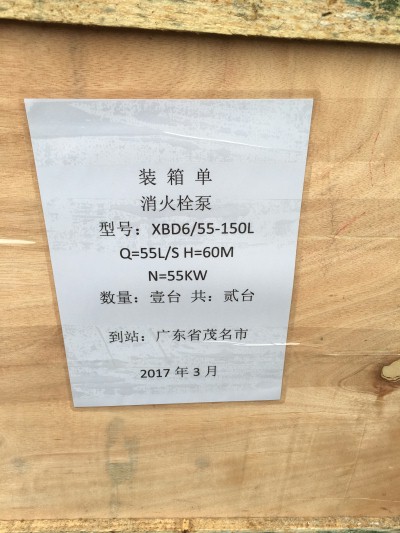 装 箱 单
消火栓泵
型号：XBD6/55-150L
Q=55L/S H=60M
N=55KW
数量：壹台 共：贰台
到站：广东省茂名市
2017 年 3 月